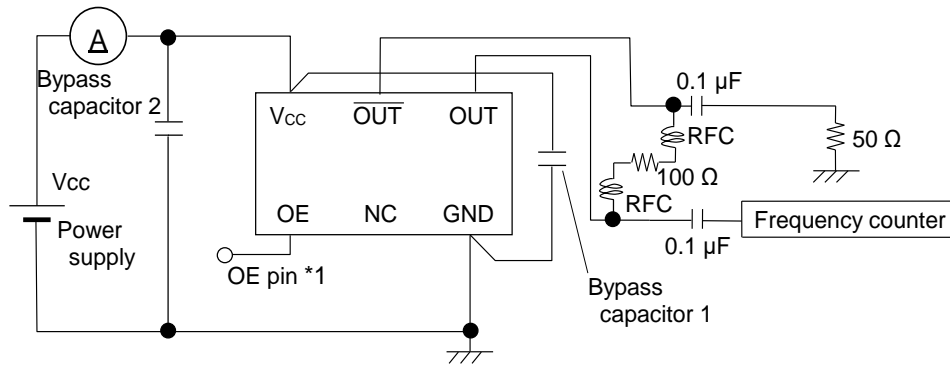 A
Bypass
capacitor 2
Vcc
Power
supply
VCC
OUT
OUT
OE
NC
GND
OE pin *1
Bypass
capacitor 1
0.1 µF
RFC
100 Ω
RFC
50 Ω
0.1 µF
Frequency counter